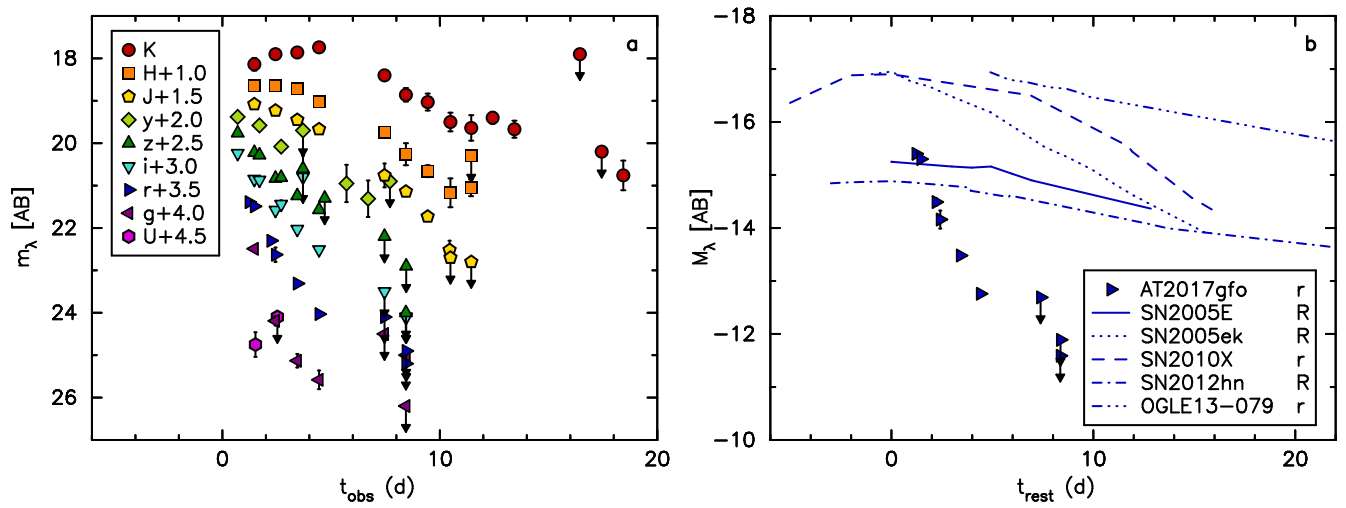 a
K
H+1.0
J+1.5
y+2.0
z+2.5
i+3.0
r+3.5
g+4.0
U+4.5
18
20
22
24
26
m_λ [AB]
0
10
20
t_obs (d)
b
-18
-16
-14
-12
-10
M_λ [AB]
AT2017gfo r
SN2005E R
SN2005ek R
SN2010X r
SN2012hn R
OGLE13-079 r
0
10
20
t_rest (d)